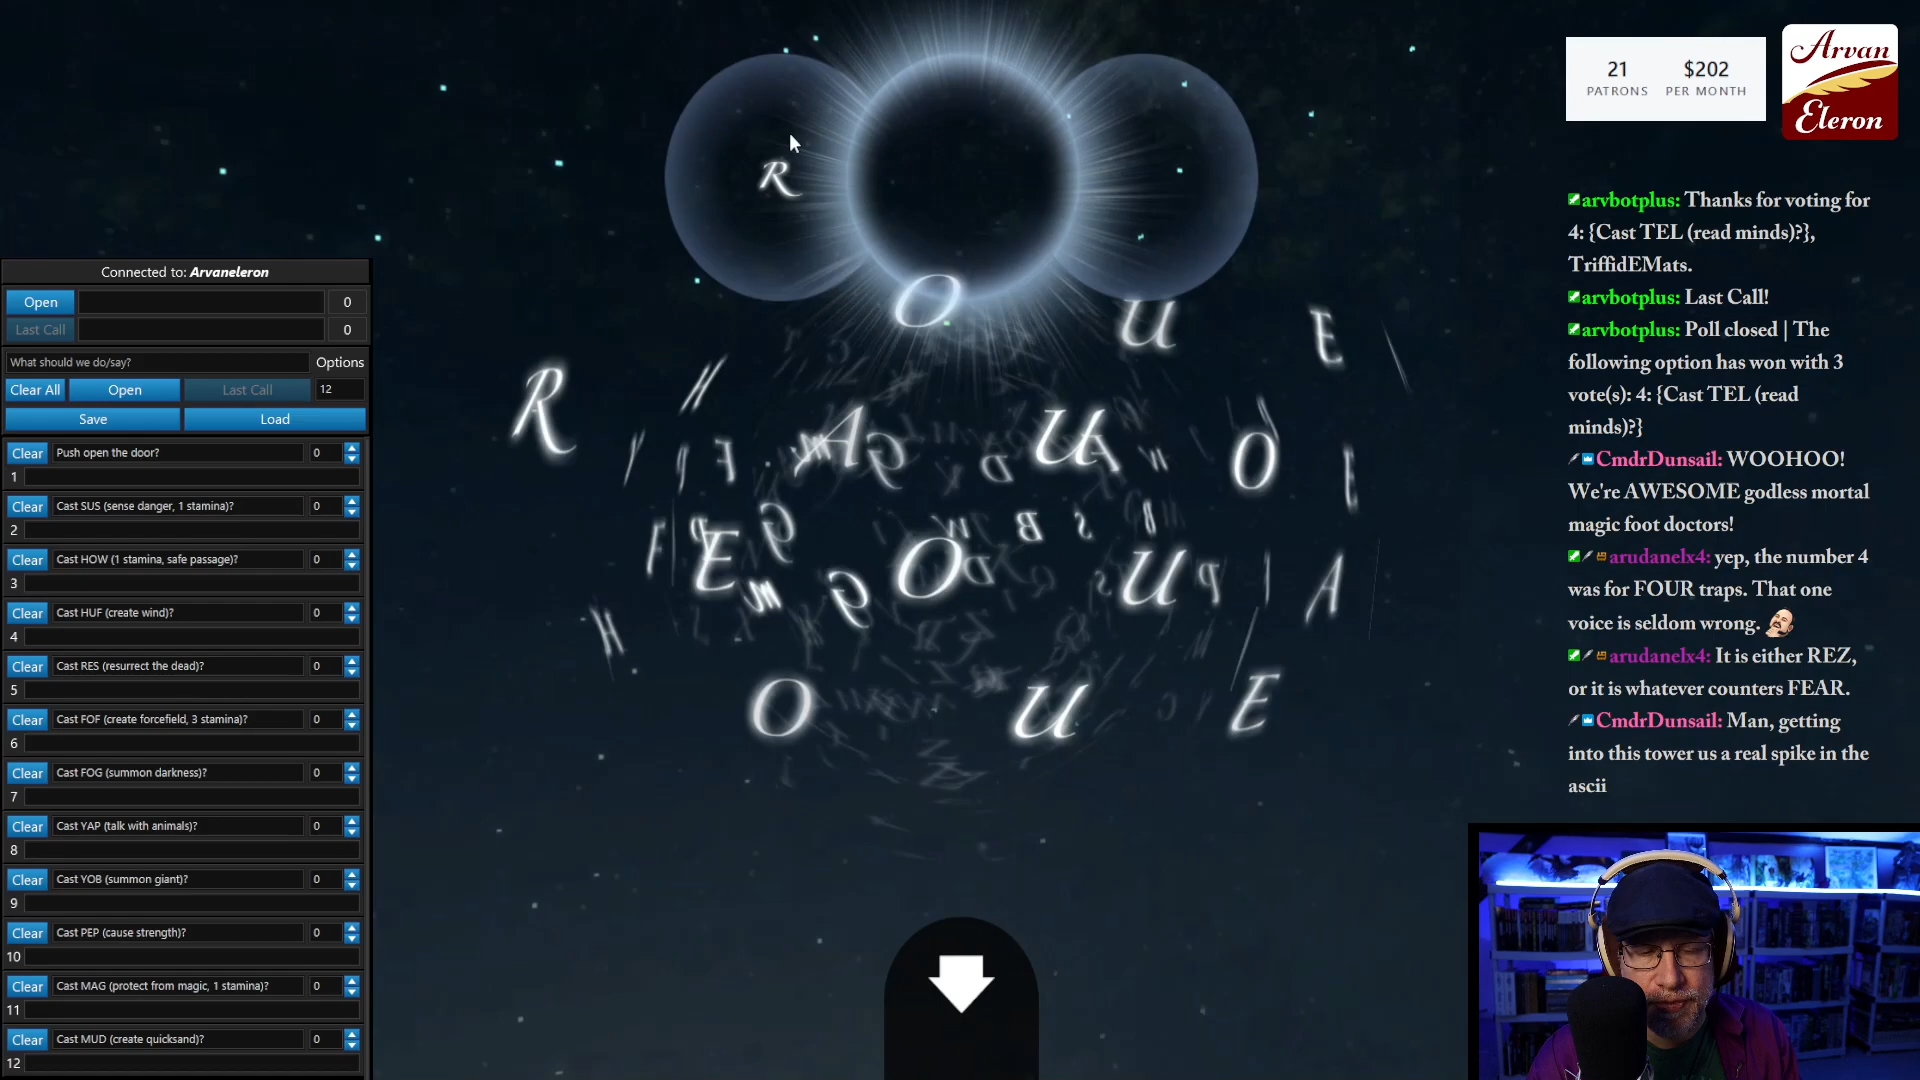 Connected to: Arvaneleron
Open 0
Last Call 0
What should we do/say? Options
Clear All Open Last Call 12
Save Load
Clear Push open the door? 0
1
Clear Cast SUS (sense danger, 1 stamina)? 0
2
Clear Cast HOW (1 stamina, safe passage)? 0
3
Clear Cast HUF (create wind)? 0
4
Clear Cast RES (resurrect the dead)? 0
5
Clear Cast FOF (create forcefield, 3 stamina)? 0
6
Clear Cast FOG (summon darkness)? 0
7
Clear Cast YAP (talk with animals)? 0
8
Clear Cast YOB (summon giant)? 0
9
Clear Cast PEP (cause strength)? 0
10
Clear Cast MAG (protect from magic, 1 stamina)? 0
11
Clear Cast MUD (create quicksand)? 0
12
R
O U E
R A U O
E O U A
O U E
21 $202
PATRONS PER MONTH
Arvan
Eleron
arvbotplus: Thanks for voting for
4: {Cast TEL (read minds)?},
TriffidEMats.
arvbotplus: Last Call!
arvbotplus: Poll closed | The
following option has won with 3
vote(s): 4: {Cast TEL (read
minds)?}
CmdrDunsail: WOOHOO!
We're AWESOME godless mortal
magic foot doctors!
arudanelx4: yep, the number 4
was for FOUR traps. That one
voice is seldom wrong.
arudanelx4: It is either REZ,
or it is whatever counters FEAR.
CmdrDunsail: Man, getting
into this tower us a real spike in the
ascii